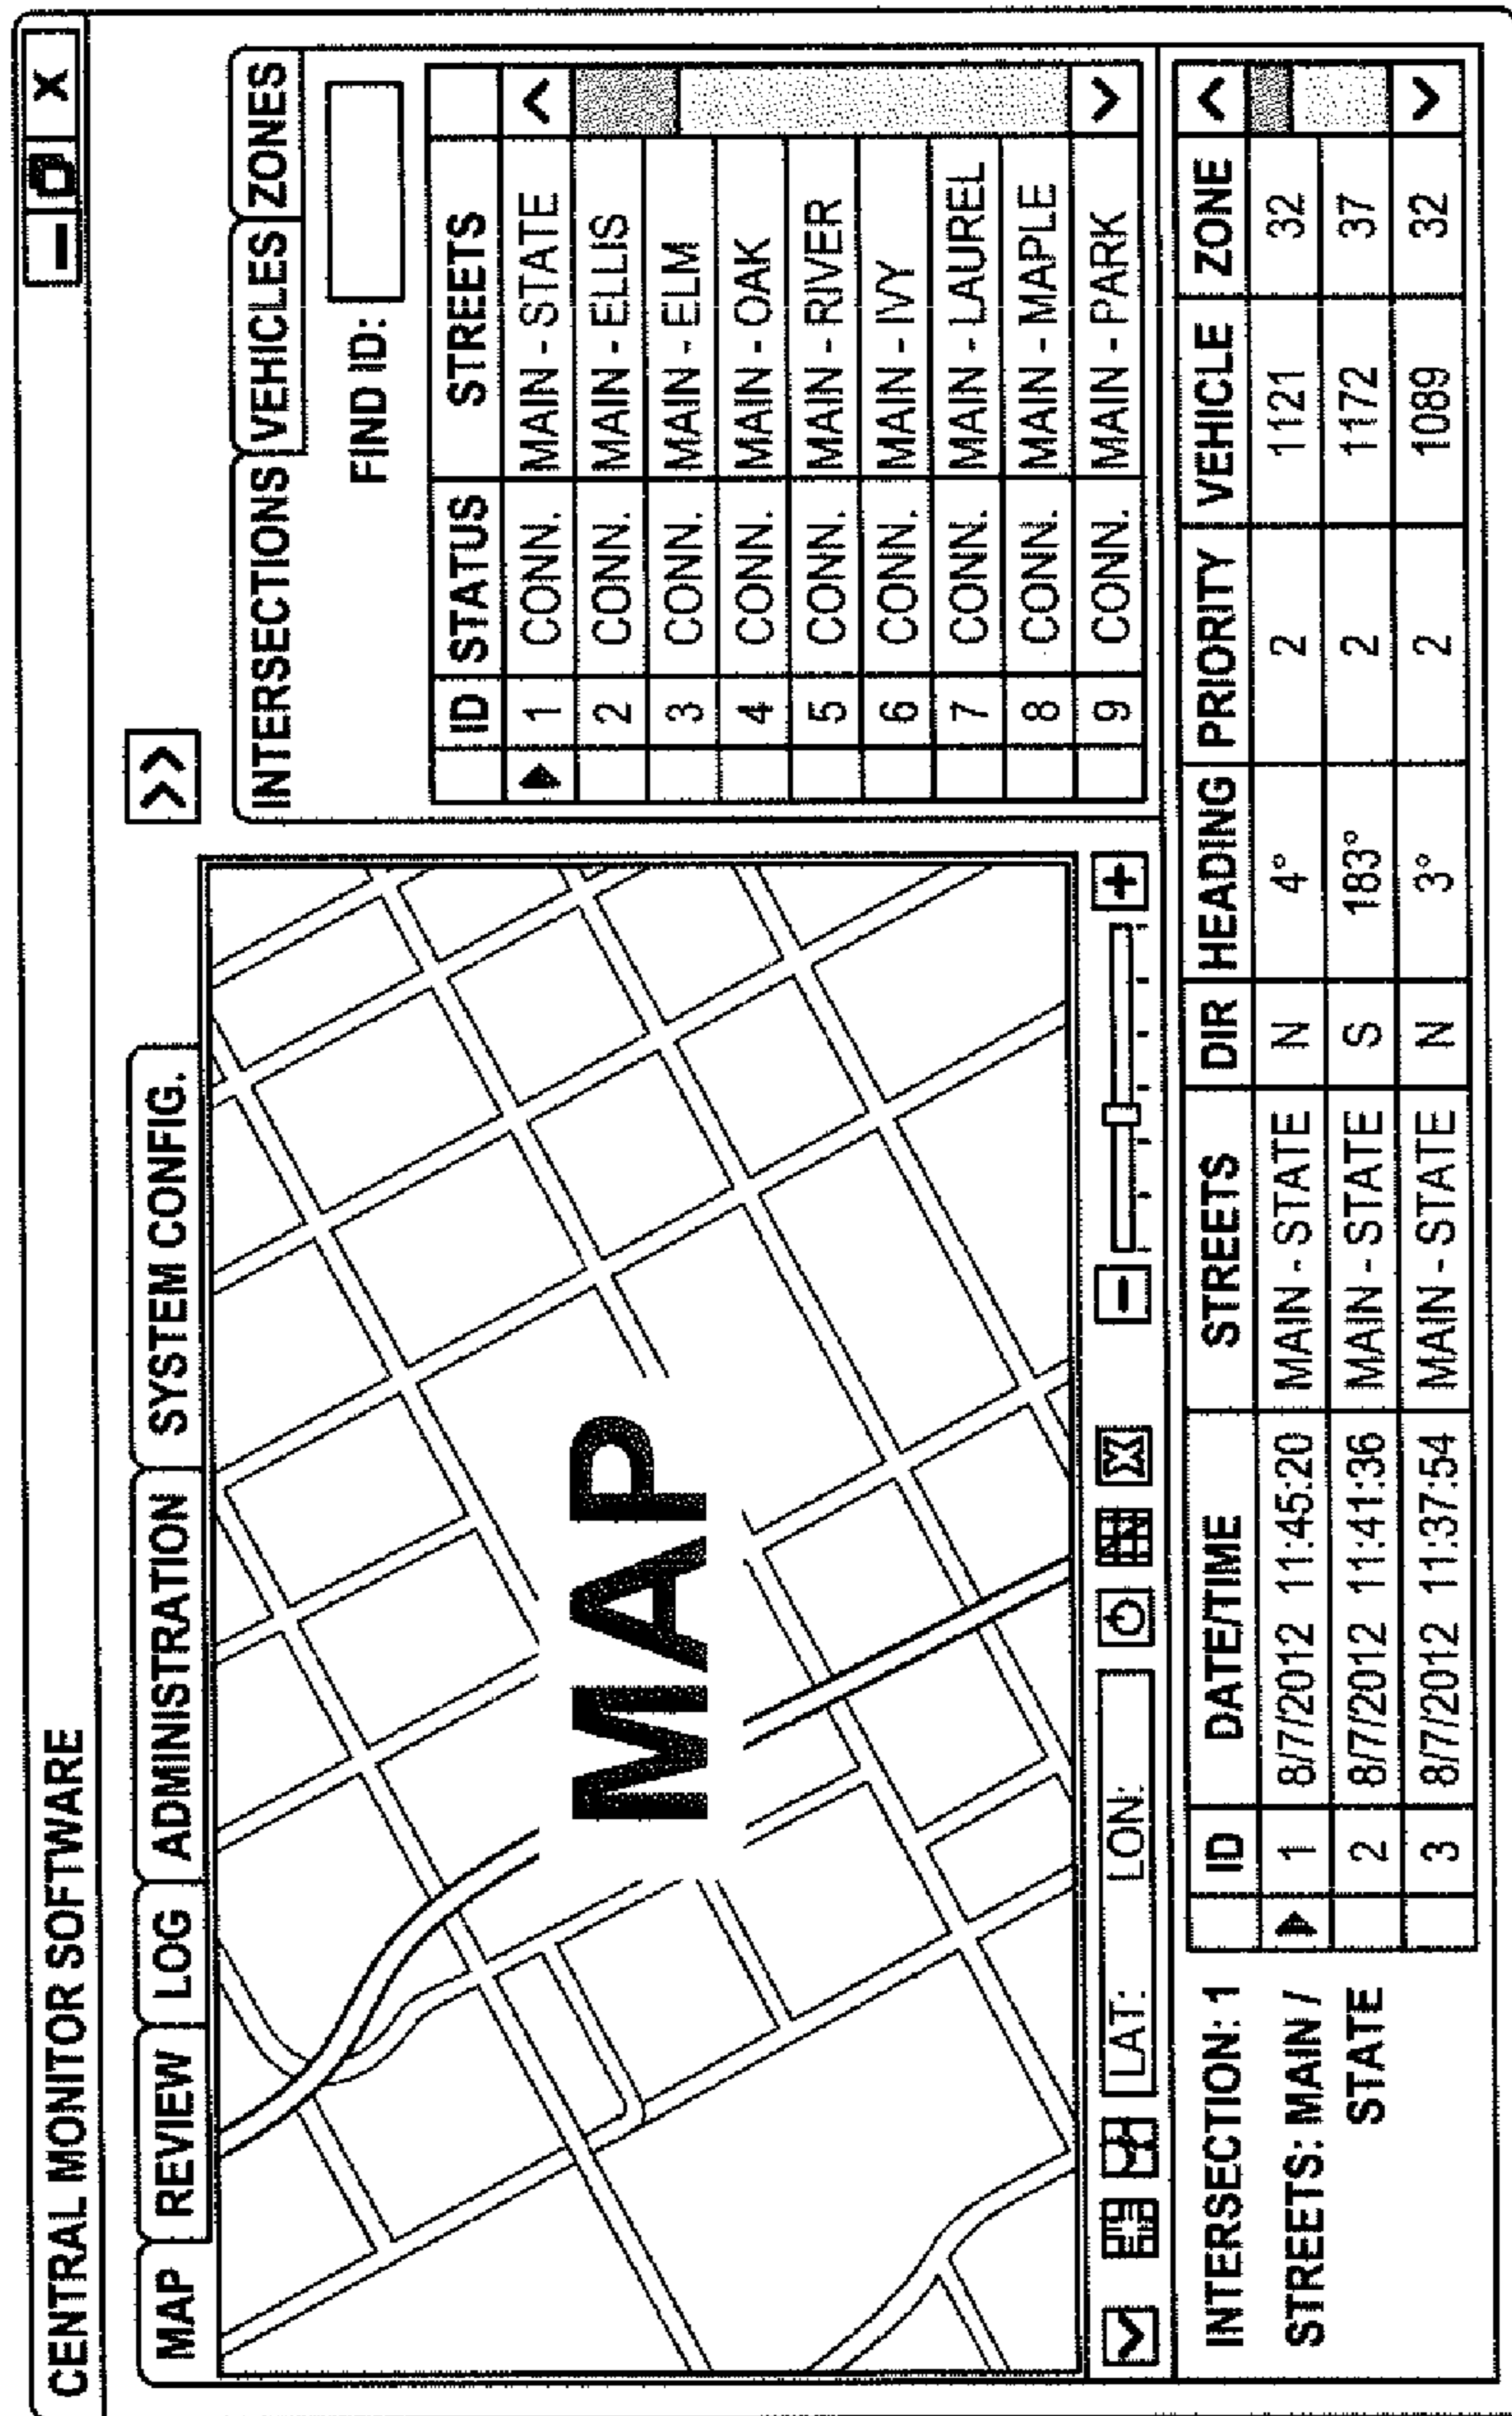 CENTRAL MONITOR SOFTWARE
X
MAP REVIEW LOG ADMINISTRATION SYSTEM CONFIG. >>
MAP
LAT: LON:
INTERSECTIONS VEHICLES ZONES
FIND ID:
ID STATUS STREETS
1 CONN. MAIN - STATE
2 CONN. MAIN - ELLIS
3 CONN. MAIN - ELM
4 CONN. MAIN - OAK
5 CONN. MAIN - RIVER
6 CONN. MAIN - IVY
7 CONN. MAIN - LAUREL
8 CONN. MAIN - MAPLE
9 CONN. MAIN - PARK
INTERSECTION: 1
STREETS: MAIN /
STATE
ID DATE/TIME STREETS DIR HEADING PRIORITY VEHICLE ZONE
1 8/7/2012 11:45:20 MAIN - STATE N 4° 2 1121 32
2 8/7/2012 11:41:36 MAIN - STATE S 183° 2 1172 37
3 8/7/2012 11:37:54 MAIN - STATE N 3° 2 1089 32